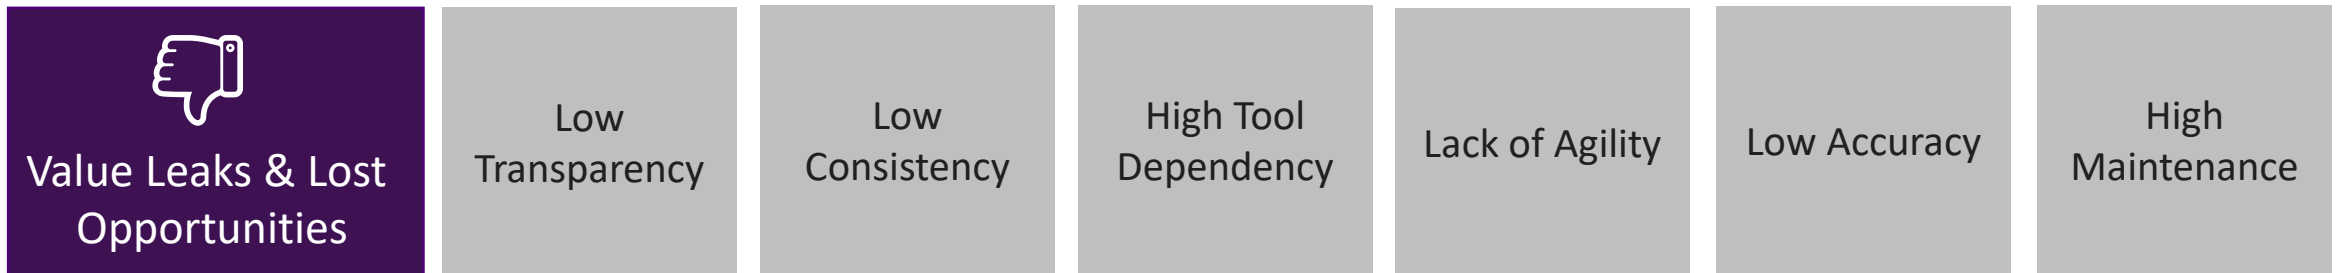 Value Leaks & Lost
Opportunities
Low
Transparency
Low
Consistency
High Tool
Dependency
Lack of Agility
Low Accuracy
High
Maintenance